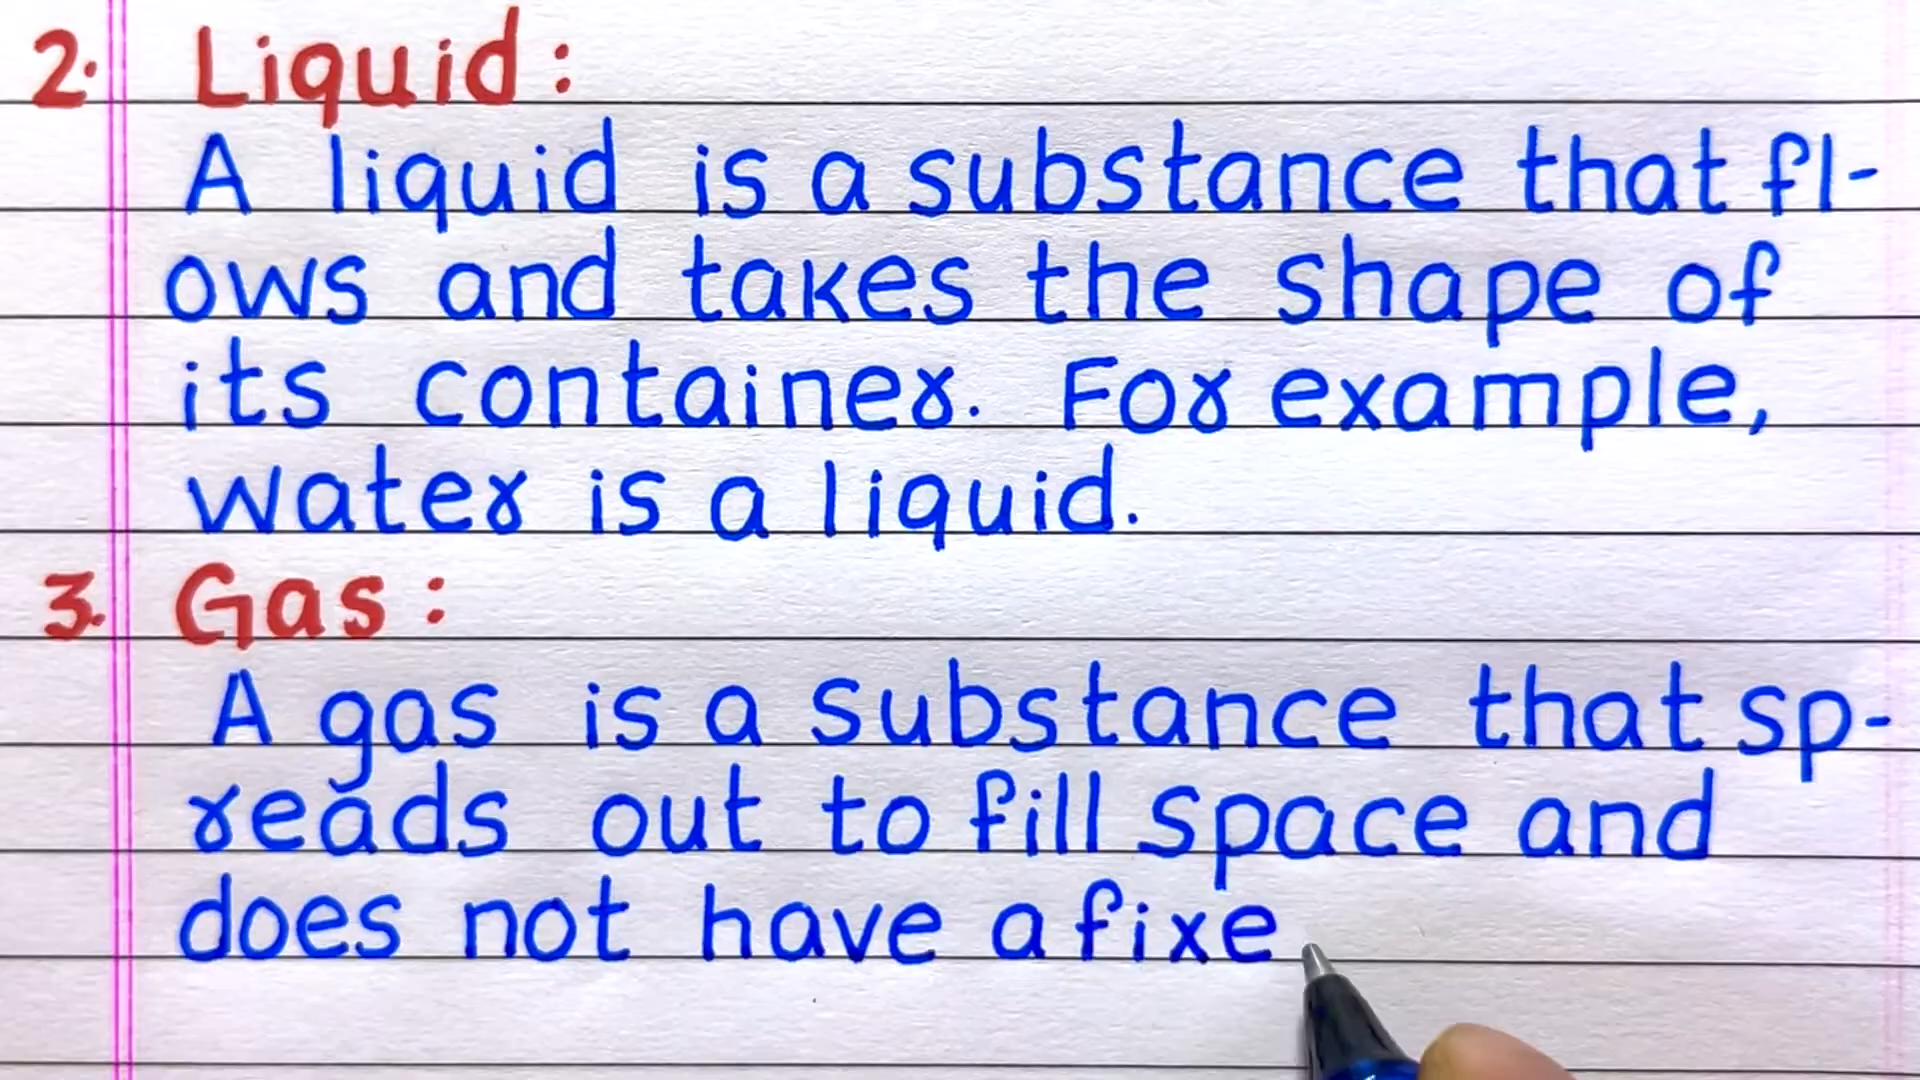 2. Liquid :
A liquid is a substance that fl-
ows and takes the shape of
its container. For example,
water is a liquid.
3. Gas :
A gas is a substance that sp-
reads out to fill space and
does not have a fixe